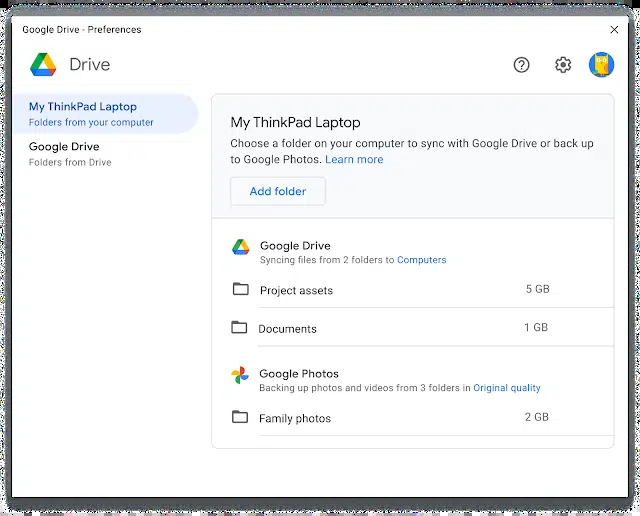 Google Drive - Preferences
Drive
My ThinkPad Laptop
Folders from your computer
Google Drive
Folders from Drive
My ThinkPad Laptop
Choose a folder on your computer to sync with Google Drive or back up
to Google Photos. Learn more
Add folder
Google Drive
Syncing files from 2 folders to Computers
Project assets 5 GB
Documents 1 GB
Google Photos
Backing up photos and videos from 3 folders in Original quality
Family photos 2 GB